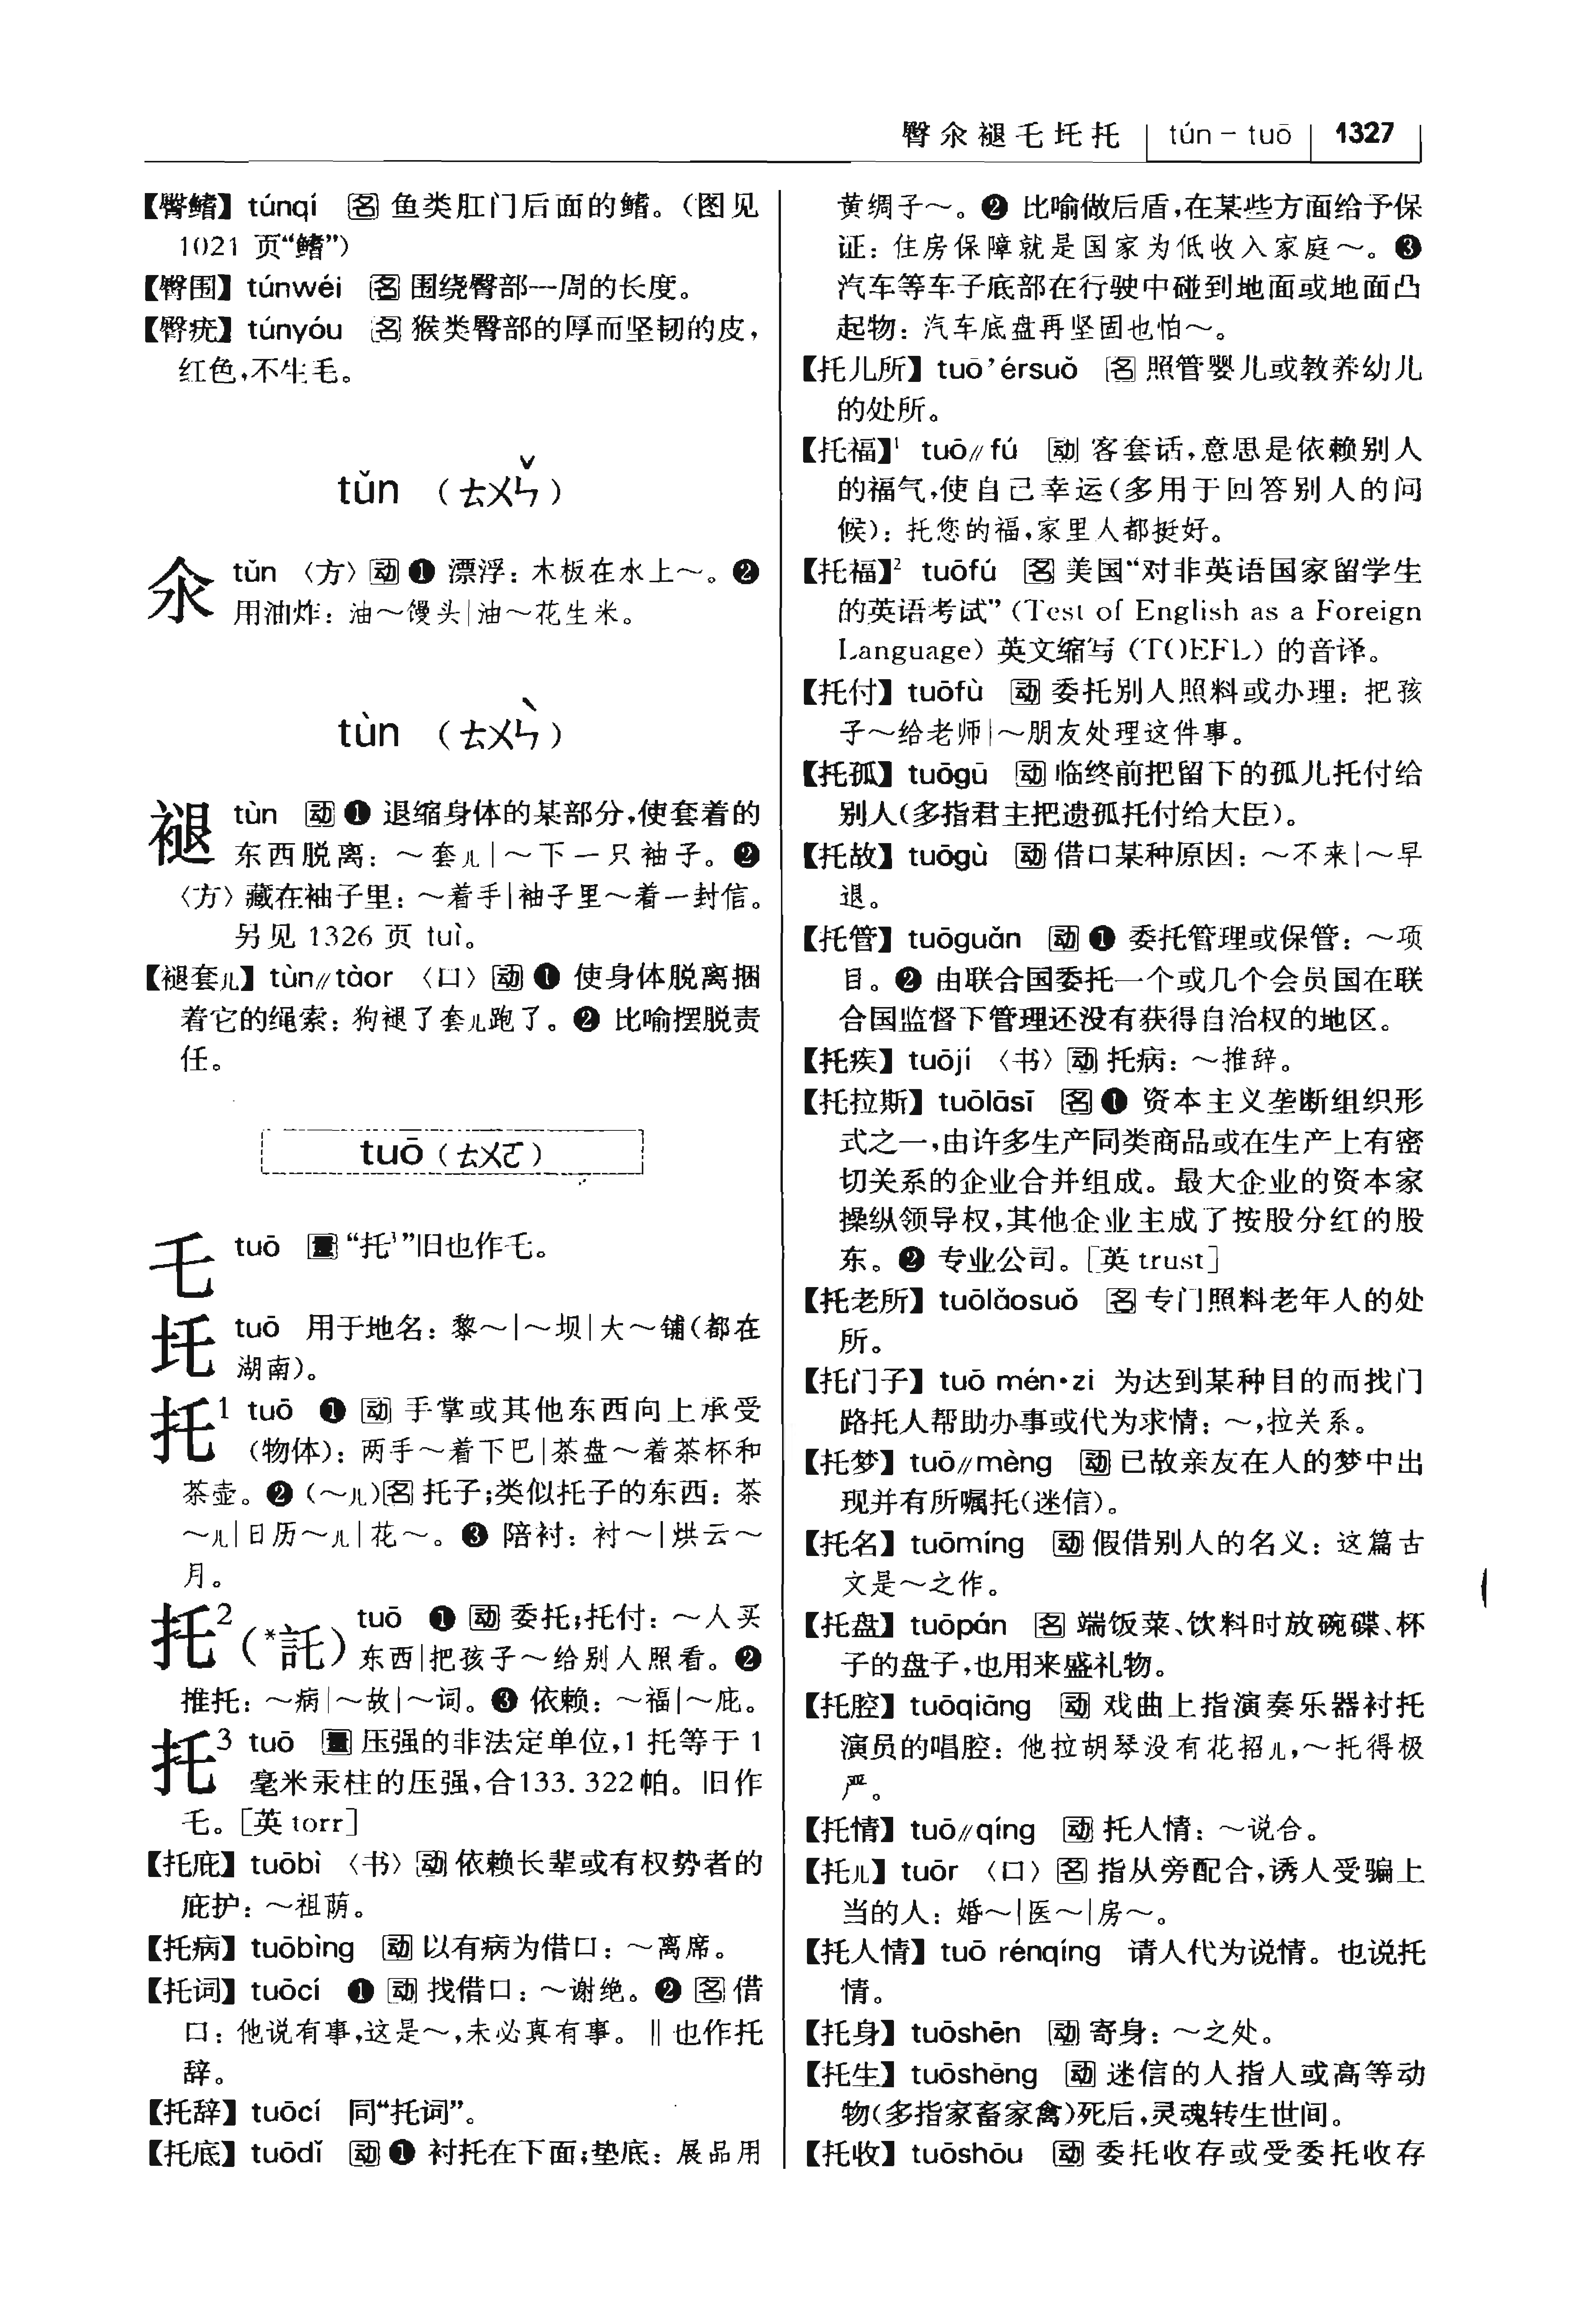 臀氽褪乇圫托 tún－tuō 1327
【臀鳍】 túnqí 名 鱼类肛门后面的鳍。（图见
1021 页“鳍”）
【臀围】 túnwéi 名 围绕臀部一周的长度。
【臀疣】 túnyóu 名 猴类臀部的厚而坚韧的皮，
红色，不生毛。
tǔn （ㄊㄨㄣˇ）
氽 tǔn 〈方〉动❶ 漂浮：木板在水上～。❷
用油炸：油～馒头|油～花生米。
tùn （ㄊㄨㄣˋ）
褪 tùn 动❶ 退缩身体的某部分，使套着的
东西脱离：～套儿|～下一只袖子。❷
〈方〉藏在袖子里：～着手|袖子里～着一封信。
另见 1326 页 tuì。
【褪套儿】 tùn∥tàor 〈口〉动❶ 使身体脱离捆
着它的绳索：狗褪了套儿跑了。❷ 比喻摆脱责
任。
tuō（ㄊㄨㄛ）
乇 tuō 量“托³”旧也作乇。
圫 tuō 用于地名：黎～|～坝|大～铺（都在
湖南）。
托¹ tuō ❶ 动 手掌或其他东西向上承受
（物体）：两手～着下巴|茶盘～着茶杯和
茶壶。❷（～儿）名 托子；类似托子的东西：茶
～儿|日历～儿|花～。❸ 陪衬：衬～|烘云～
月。
托²（*託） tuō ❶ 动 委托；托付：～人买
东西|把孩子～给别人照看。❷
推托：～病|～故|～词。❸ 依赖：～福|～庇。
托³ tuō 量 压强的非法定单位，1 托等于 1
毫米汞柱的压强，合133.322帕。旧作
乇。［英 torr］
【托庇】 tuōbì 〈书〉动 依赖长辈或有权势者的
庇护：～祖荫。
【托病】 tuōbìng 动 以有病为借口：～离席。
【托词】 tuōcí ❶ 动 找借口：～谢绝。❷ 名 借
口：他说有事，这是～，未必真有事。‖也作托
辞。
【托辞】 tuōcí 同“托词”。
【托底】 tuōdǐ 动❶ 衬托在下面；垫底：展品用
黄绸子～。❷ 比喻做后盾，在某些方面给予保
证：住房保障就是国家为低收入家庭～。❸
汽车等车子底部在行驶中碰到地面或地面凸
起物：汽车底盘再坚固也怕～。
【托儿所】 tuō’érsuǒ 名 照管婴儿或教养幼儿
的处所。
【托福】¹ tuō∥fú 动 客套话，意思是依赖别人
的福气，使自己幸运（多用于回答别人的问
候）：托您的福，家里人都挺好。
【托福】² tuōfú 名 美国“对非英语国家留学生
的英语考试”（Test of English as a Foreign
Language）英文缩写（TOEFL）的音译。
【托付】 tuōfù 动 委托别人照料或办理：把孩
子～给老师|～朋友处理这件事。
【托孤】 tuōgū 动 临终前把留下的孤儿托付给
别人（多指君主把遗孤托付给大臣）。
【托故】 tuōgù 动 借口某种原因：～不来|～早
退。
【托管】 tuōguǎn 动❶ 委托管理或保管：～项
目。❷ 由联合国委托一个或几个会员国在联
合国监督下管理还没有获得自治权的地区。
【托疾】 tuōjí 〈书〉动 托病：～推辞。
【托拉斯】 tuōlāsī 名❶ 资本主义垄断组织形
式之一，由许多生产同类商品或在生产上有密
切关系的企业合并组成。最大企业的资本家
操纵领导权，其他企业主成了按股分红的股
东。❷ 专业公司。［英 trust］
【托老所】 tuōlǎosuǒ 名 专门照料老年人的处
所。
【托门子】 tuō mén·zi 为达到某种目的而找门
路托人帮助办事或代为求情：～，拉关系。
【托梦】 tuō∥mèng 动 已故亲友在人的梦中出
现并有所嘱托（迷信）。
【托名】 tuōmíng 动 假借别人的名义：这篇古
文是～之作。
【托盘】 tuōpán 名 端饭菜、饮料时放碗碟、杯
子的盘子，也用来盛礼物。
【托腔】 tuōqiāng 动 戏曲上指演奏乐器衬托
演员的唱腔：他拉胡琴没有花招儿，～托得极
严。
【托情】 tuō∥qíng 动 托人情：～说合。
【托儿】 tuōr 〈口〉名 指从旁配合，诱人受骗上
当的人：婚～|医～|房～。
【托人情】 tuō rénqíng 请人代为说情。也说托
情。
【托身】 tuōshēn 动 寄身：～之处。
【托生】 tuōshēng 动 迷信的人指人或高等动
物（多指家畜家禽）死后，灵魂转生世间。
【托收】 tuōshōu 动 委托收存或受委托收存